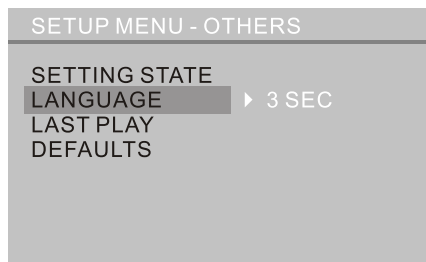 SETUP MENU - OTHERS
SETTING STATE
LANGUAGE 3 SEC
LAST PLAY
DEFAULTS